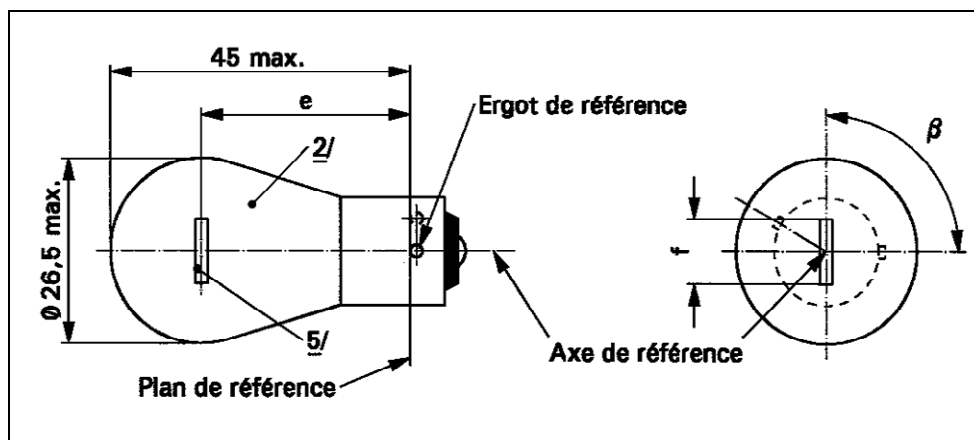 45 max.
e
Ergot de référence
β
2/
Ø 26,5 max.
f
5/
Axe de référence
Plan de référence